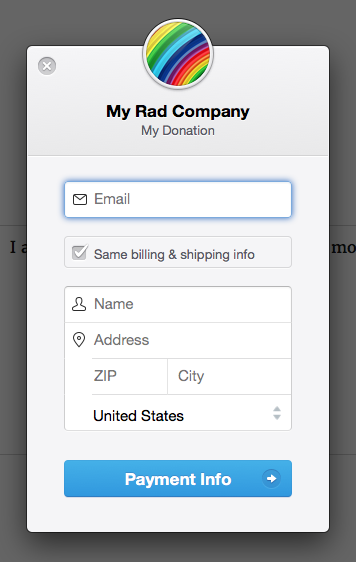 My Rad Company
My Donation
Email
I a
mo
Same billing & shipping info
Name
Address
ZIP City
United States
Payment Info